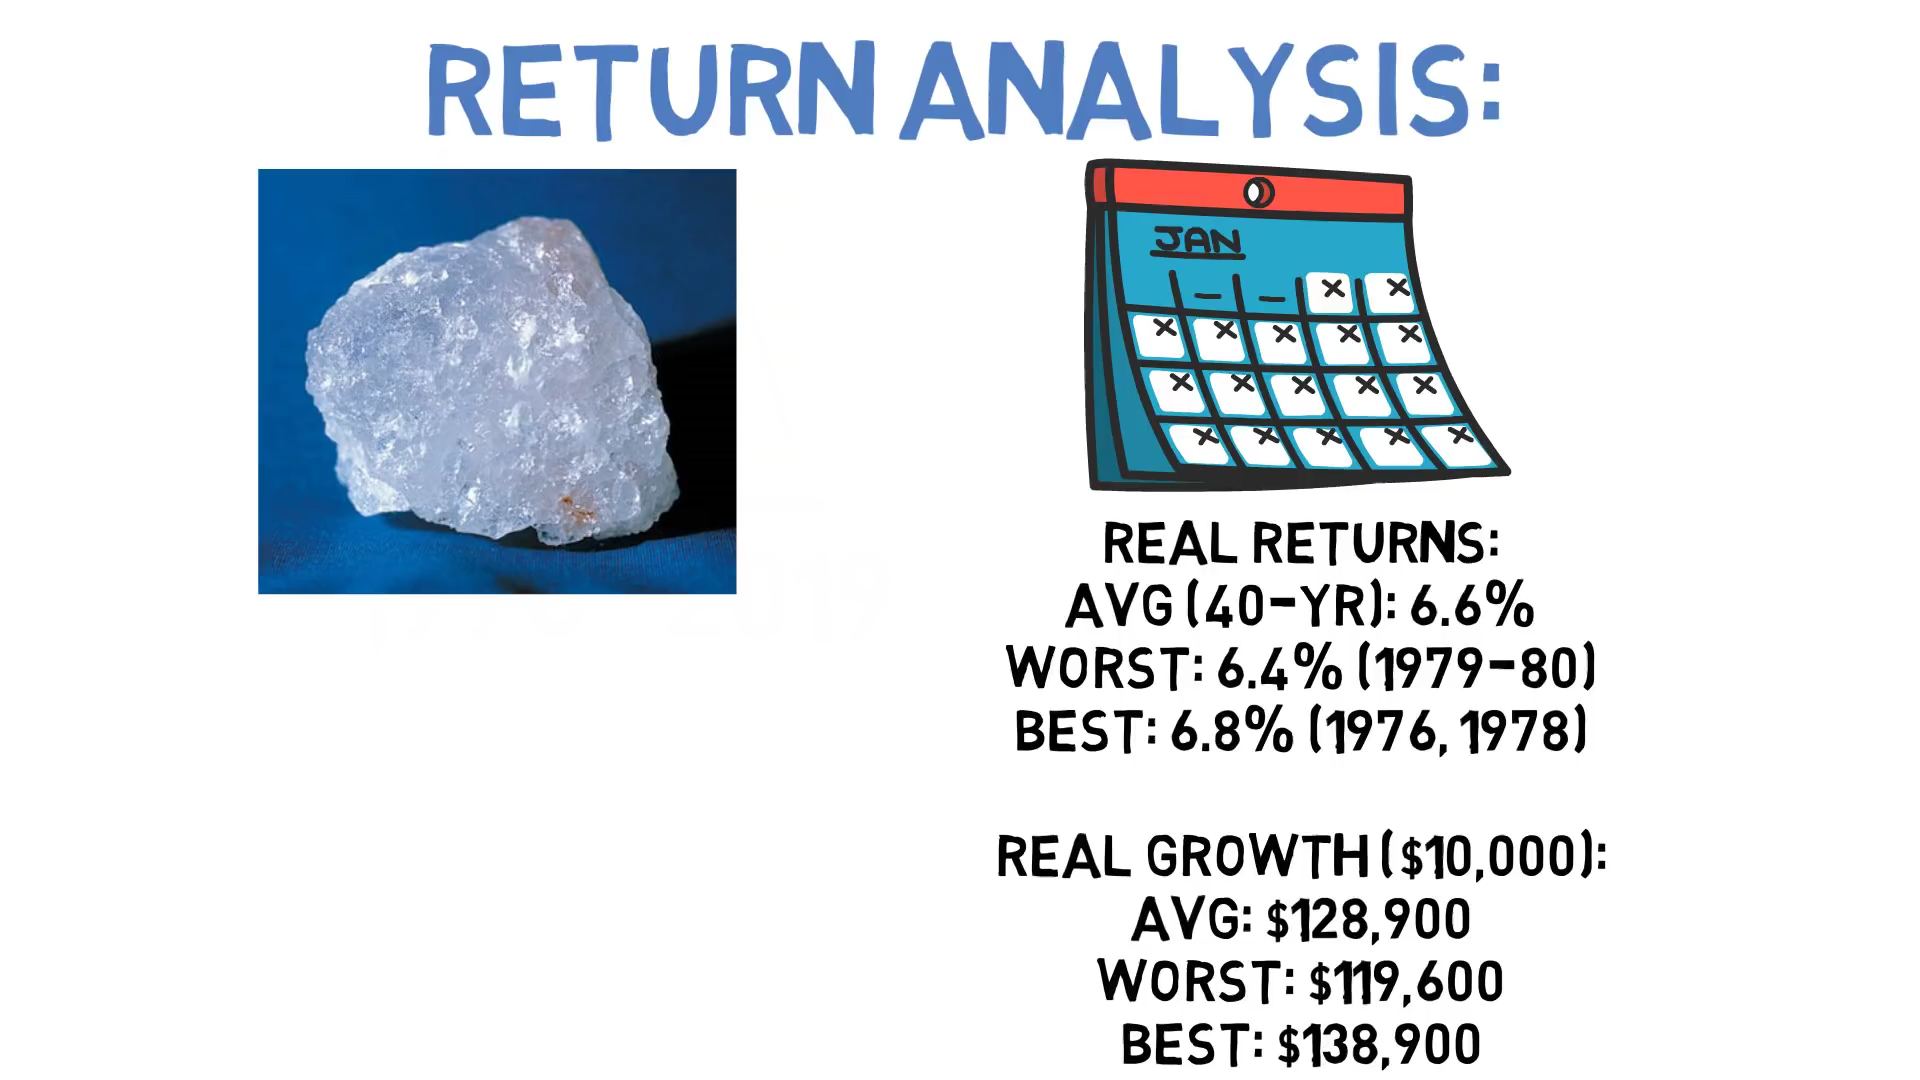 RETURN ANALYSIS:
JAN
REAL RETURNS:
AVG (40-YR): 6.6%
WORST: 6.4% (1979-80)
BEST: 6.8% (1976, 1978)
REAL GROWTH ($10,000):
AVG: $128,900
WORST: $119,600
BEST: $138,900